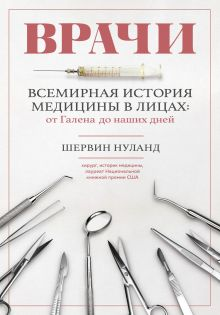 ВРАЧИ
ВСЕМИРНАЯ ИСТОРИЯ
МЕДИЦИНЫ В ЛИЦАХ:
от Галена до наших дней
ШЕРВИН НУЛАНД
хирург, историк медицины,
лауреат Национальной
книжной премии США